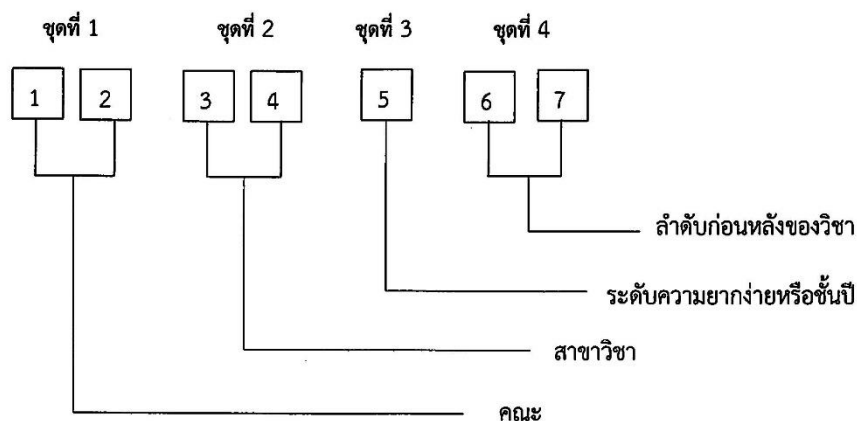 ชุดที่ 1 ชุดที่ 2 ชุดที่ 3 ชุดที่ 4
1 2 3 4 5 6 7
ลำดับก่อนหลังของวิชา
ระดับความยากง่ายหรือชั้นปี
สาขาวิชา
คณะ